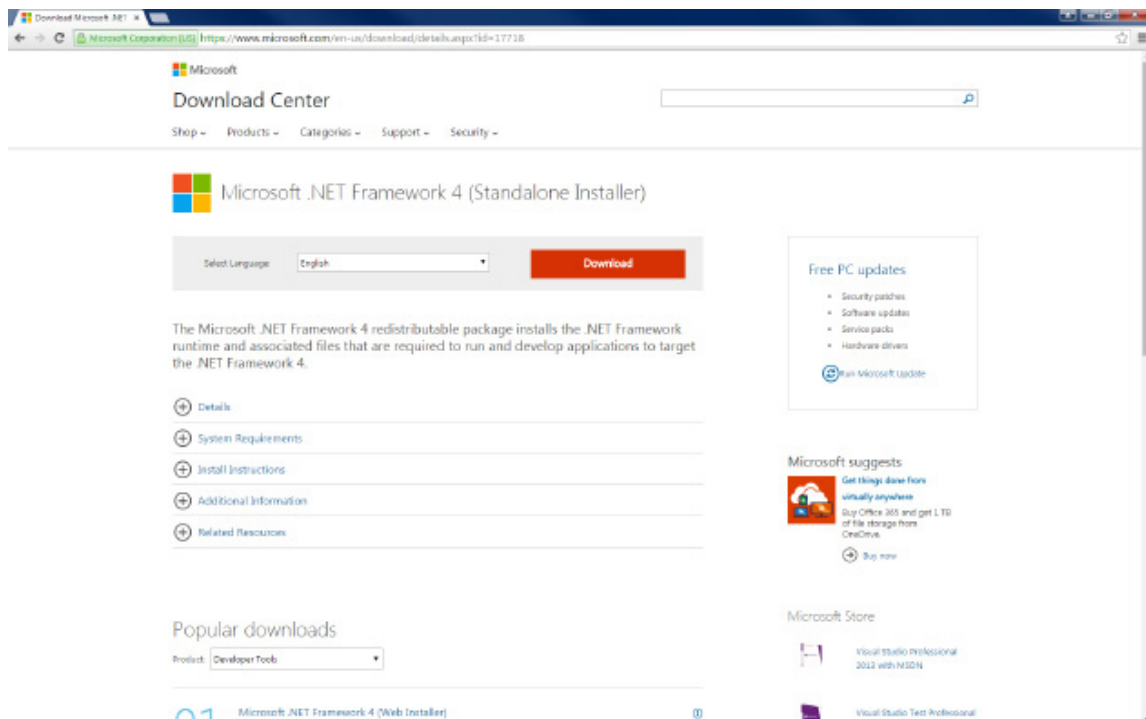 Download Microsoft .NET
Microsoft Corporation [US] https://www.microsoft.com/en-us/download/details.aspx?id=17718
Microsoft
Download Center
Shop Products Categories Support Security
Microsoft .NET Framework 4 (Standalone Installer)
Select Language: English Download
The Microsoft .NET Framework 4 redistributable package installs the .NET Framework
runtime and associated files that are required to run and develop applications to target
the .NET Framework 4.
Details
System Requirements
Install Instructions
Additional Information
Related Resources
Popular downloads
Product: Developer Tools
01 Microsoft .NET Framework 4 (Web Installer)
Free PC updates
Security patches
Software updates
Service packs
Hardware drivers
Run Microsoft Update
Microsoft suggests
Get things done from
virtually anywhere
Buy Office 365 and get 1 TB
of file storage from
OneDrive.
Buy now
Microsoft Store
Visual Studio Professional
2013 with MSDN
Visual Studio Test Professional